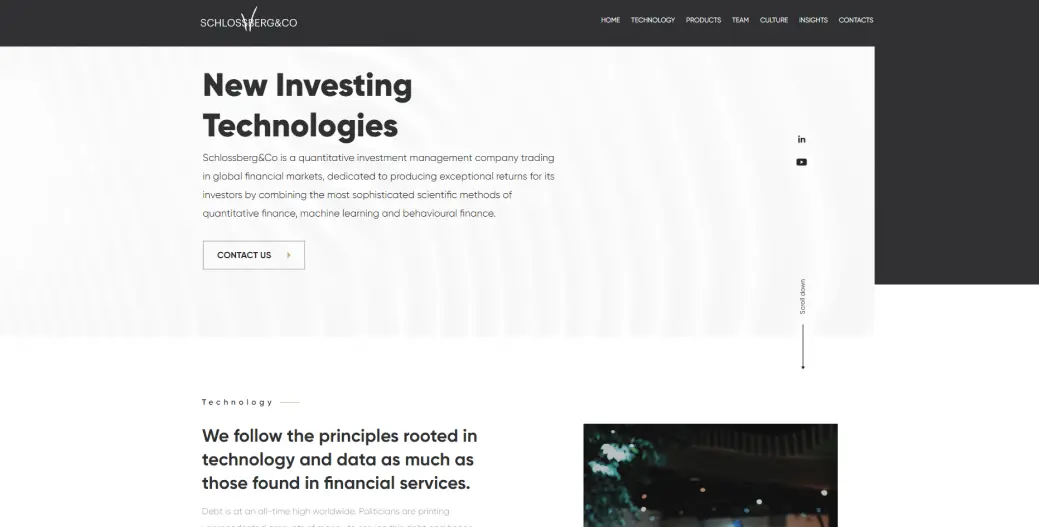 SCHLOSSBERG&CO
HOME TECHNOLOGY PRODUCTS TEAM CULTURE INSIGHTS CONTACTS
New Investing
Technologies
Schlossberg&Co is a quantitative investment management company trading
in global financial markets, dedicated to producing exceptional returns for its
investors by combining the most sophisticated scientific methods of
quantitative finance, machine learning and behavioural finance.
CONTACT US
in
Scroll down
Technology
We follow the principles rooted in
technology and data as much as
those found in financial services.
Debt is at an all-time high worldwide. Politicians are printing